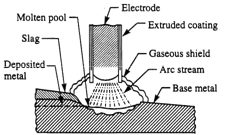 Electrode
Molten pool
Extruded coating
Slag
Gaseous shield
Deposited
metal
Arc stream
Base metal